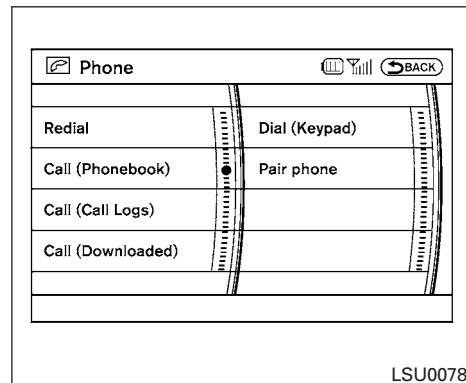 Phone
BACK
Redial
Dial (Keypad)
Call (Phonebook)
Pair phone
Call (Call Logs)
Call (Downloaded)
LSU0078